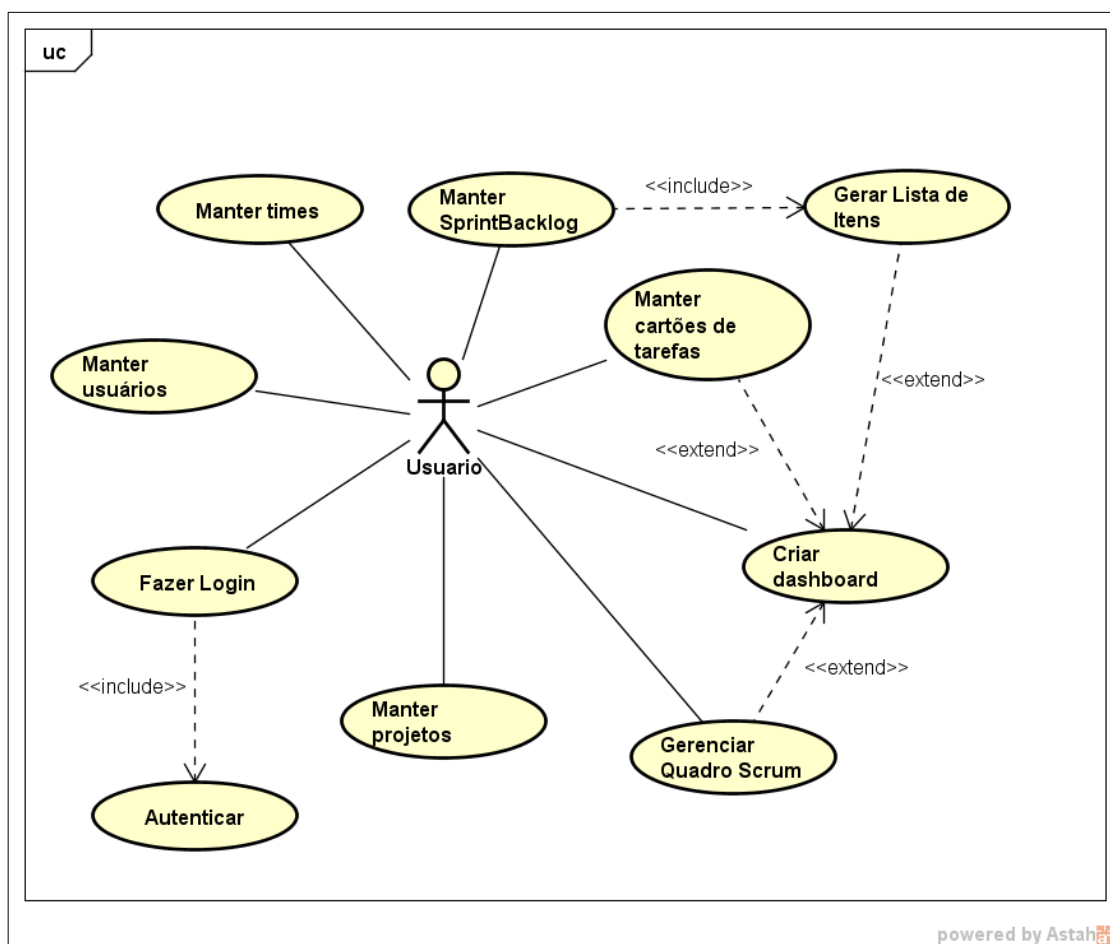 uc
Manter times
Manter
SprintBacklog
<<include>>
Gerar Lista de
Itens
Manter
cartões de
tarefas
Manter
usuários
<<extend>>
<<extend>>
Usuario
Fazer Login
Criar
dashboard
<<include>>
<<extend>>
Manter
projetos
Gerenciar
Quadro Scrum
Autenticar
powered by Astah